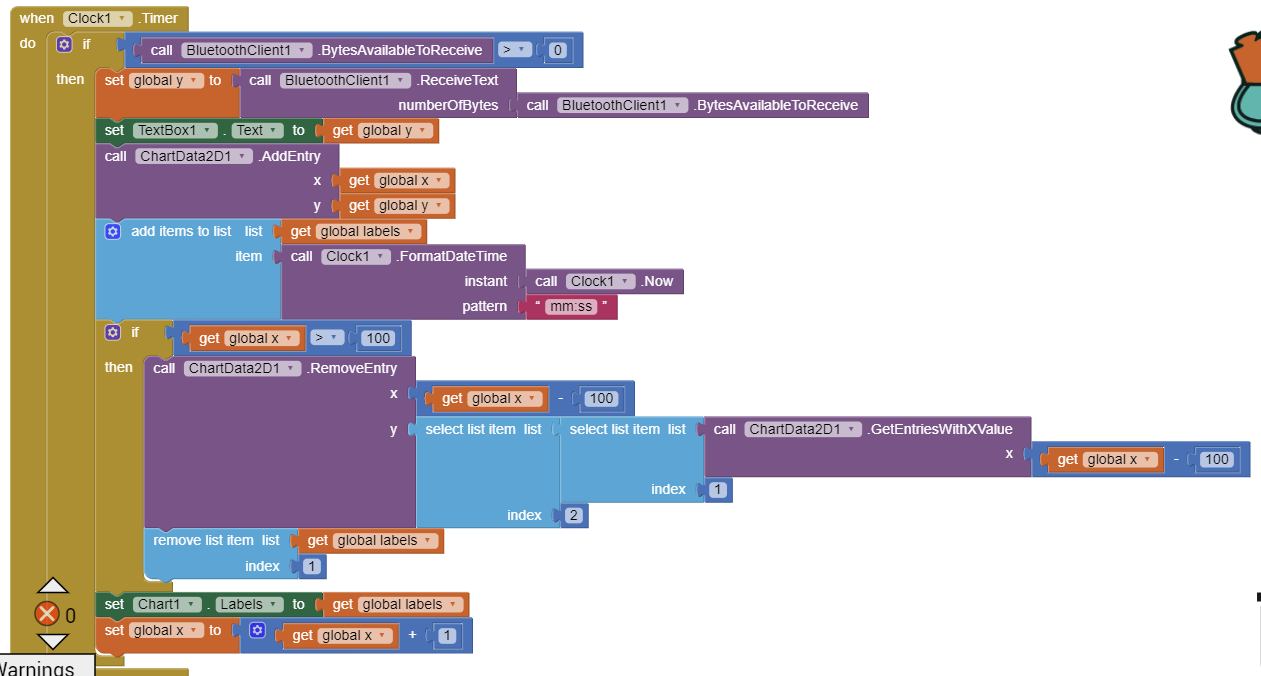 when Clock1 .Timer
do if call BluetoothClient1 .BytesAvailableToReceive > 0
then set global y to call BluetoothClient1 .ReceiveText
numberOfBytes call BluetoothClient1 .BytesAvailableToReceive
set TextBox1 . Text to get global y
call ChartData2D1 .AddEntry
x get global x
y get global y
add items to list list get global labels
item call Clock1 .FormatDateTime
instant call Clock1 .Now
pattern " mm:ss "
if get global x > 100
then call ChartData2D1 .RemoveEntry
x get global x - 100
y select list item list select list item list call ChartData2D1 .GetEntriesWithXValue
x get global x - 100
index 1
index 2
remove list item list get global labels
index 1
set Chart1 . Labels to get global labels
0
set global x to get global x + 1
Warnings